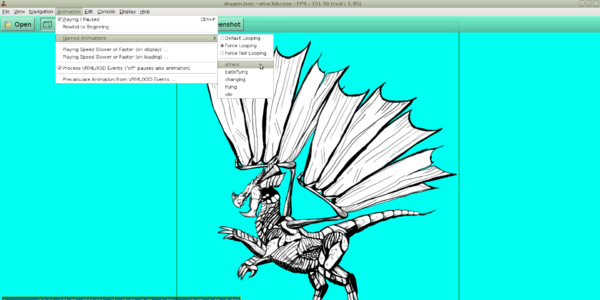 dragon.json - view3dscene - FPS : 151.90 (real : 1.85)
File View Navigation Animation Edit Console Display Help
Open
shot
Playing / Paused Ctrl+P
Rewind to Beginning
Named Animations
Playing Speed Slower or Faster (on display) ...
Playing Speed Slower or Faster (on loading) ...
Process VRML/X3D Events ("off" pauses also animation)
Precalculate Animation from VRML/X3D Events ...
Default Looping
Force Looping
Force Not Looping
attack
changing
flying
idle